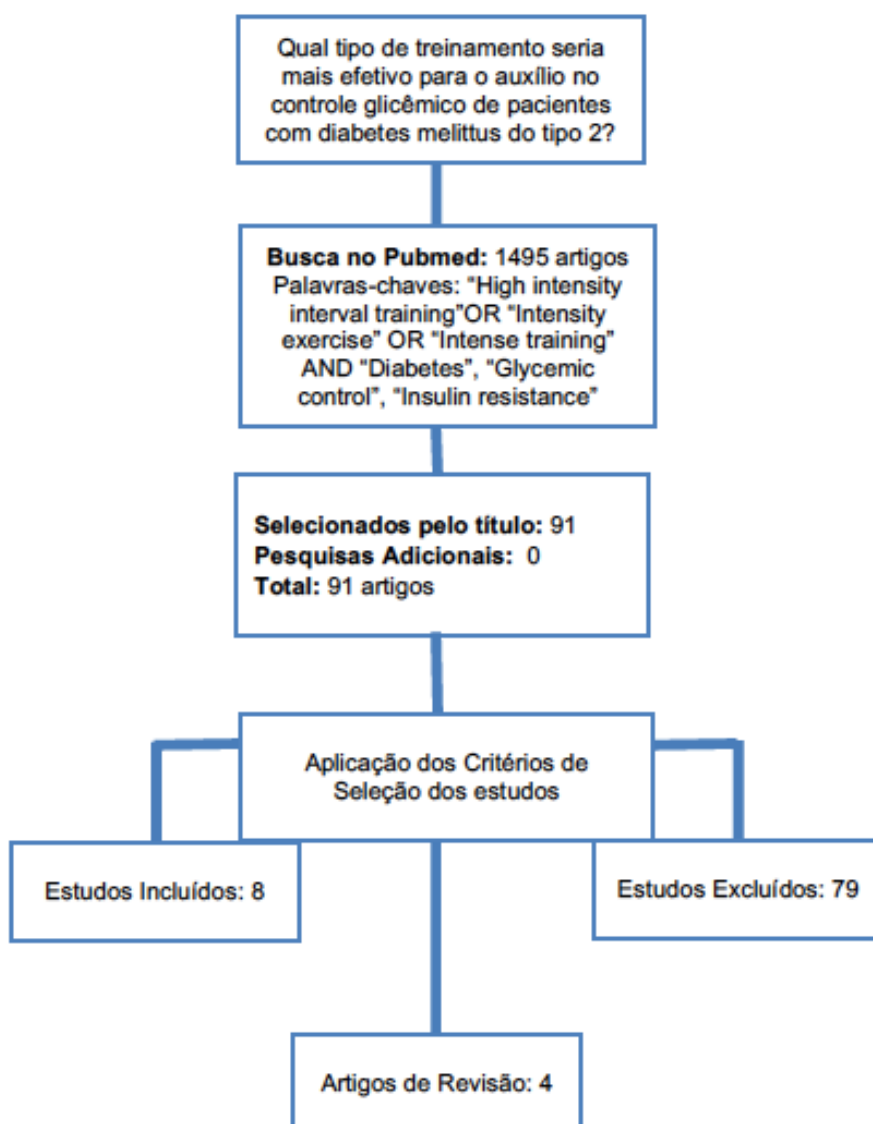 Qual tipo de treinamento seria
mais efetivo para o auxílio no
controle glicêmico de pacientes
com diabetes melittus do tipo 2?
Busca no Pubmed: 1495 artigos
Palavras-chaves: “High intensity
interval training”OR “Intensity
exercise” OR “Intense training”
AND “Diabetes”, “Glycemic
control”, “Insulin resistance”
Selecionados pelo título: 91
Pesquisas Adicionais:  0
Total: 91 artigos
Aplicação dos Critérios de
Seleção dos estudos
Estudos Incluídos: 8
Estudos Excluídos: 79
Artigos de Revisão: 4